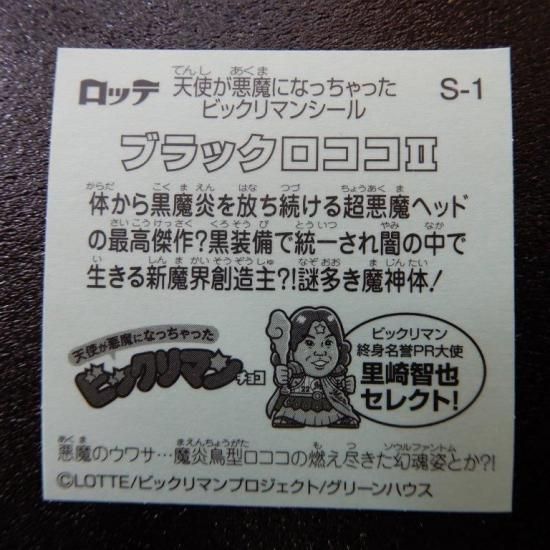 ロッテ 天使が悪魔になっちゃった S-1
ビックリマンシール
ブラックロココII
体から黒魔炎を放ち続ける超悪魔ヘッド
の最高傑作?黒装備で統一され闇の中で
生きる新魔界創造主?!謎多き魔神体!
天使が悪魔になっちゃった
ビックリマンチョコ
ビックリマン
終身名誉PR大使
里崎智也
セレクト!
悪魔のウワサ…魔炎鳥型ロココの燃え尽きた幻魂姿とか?!
©LOTTE/ビックリマンプロジェクト/グリーンハウス